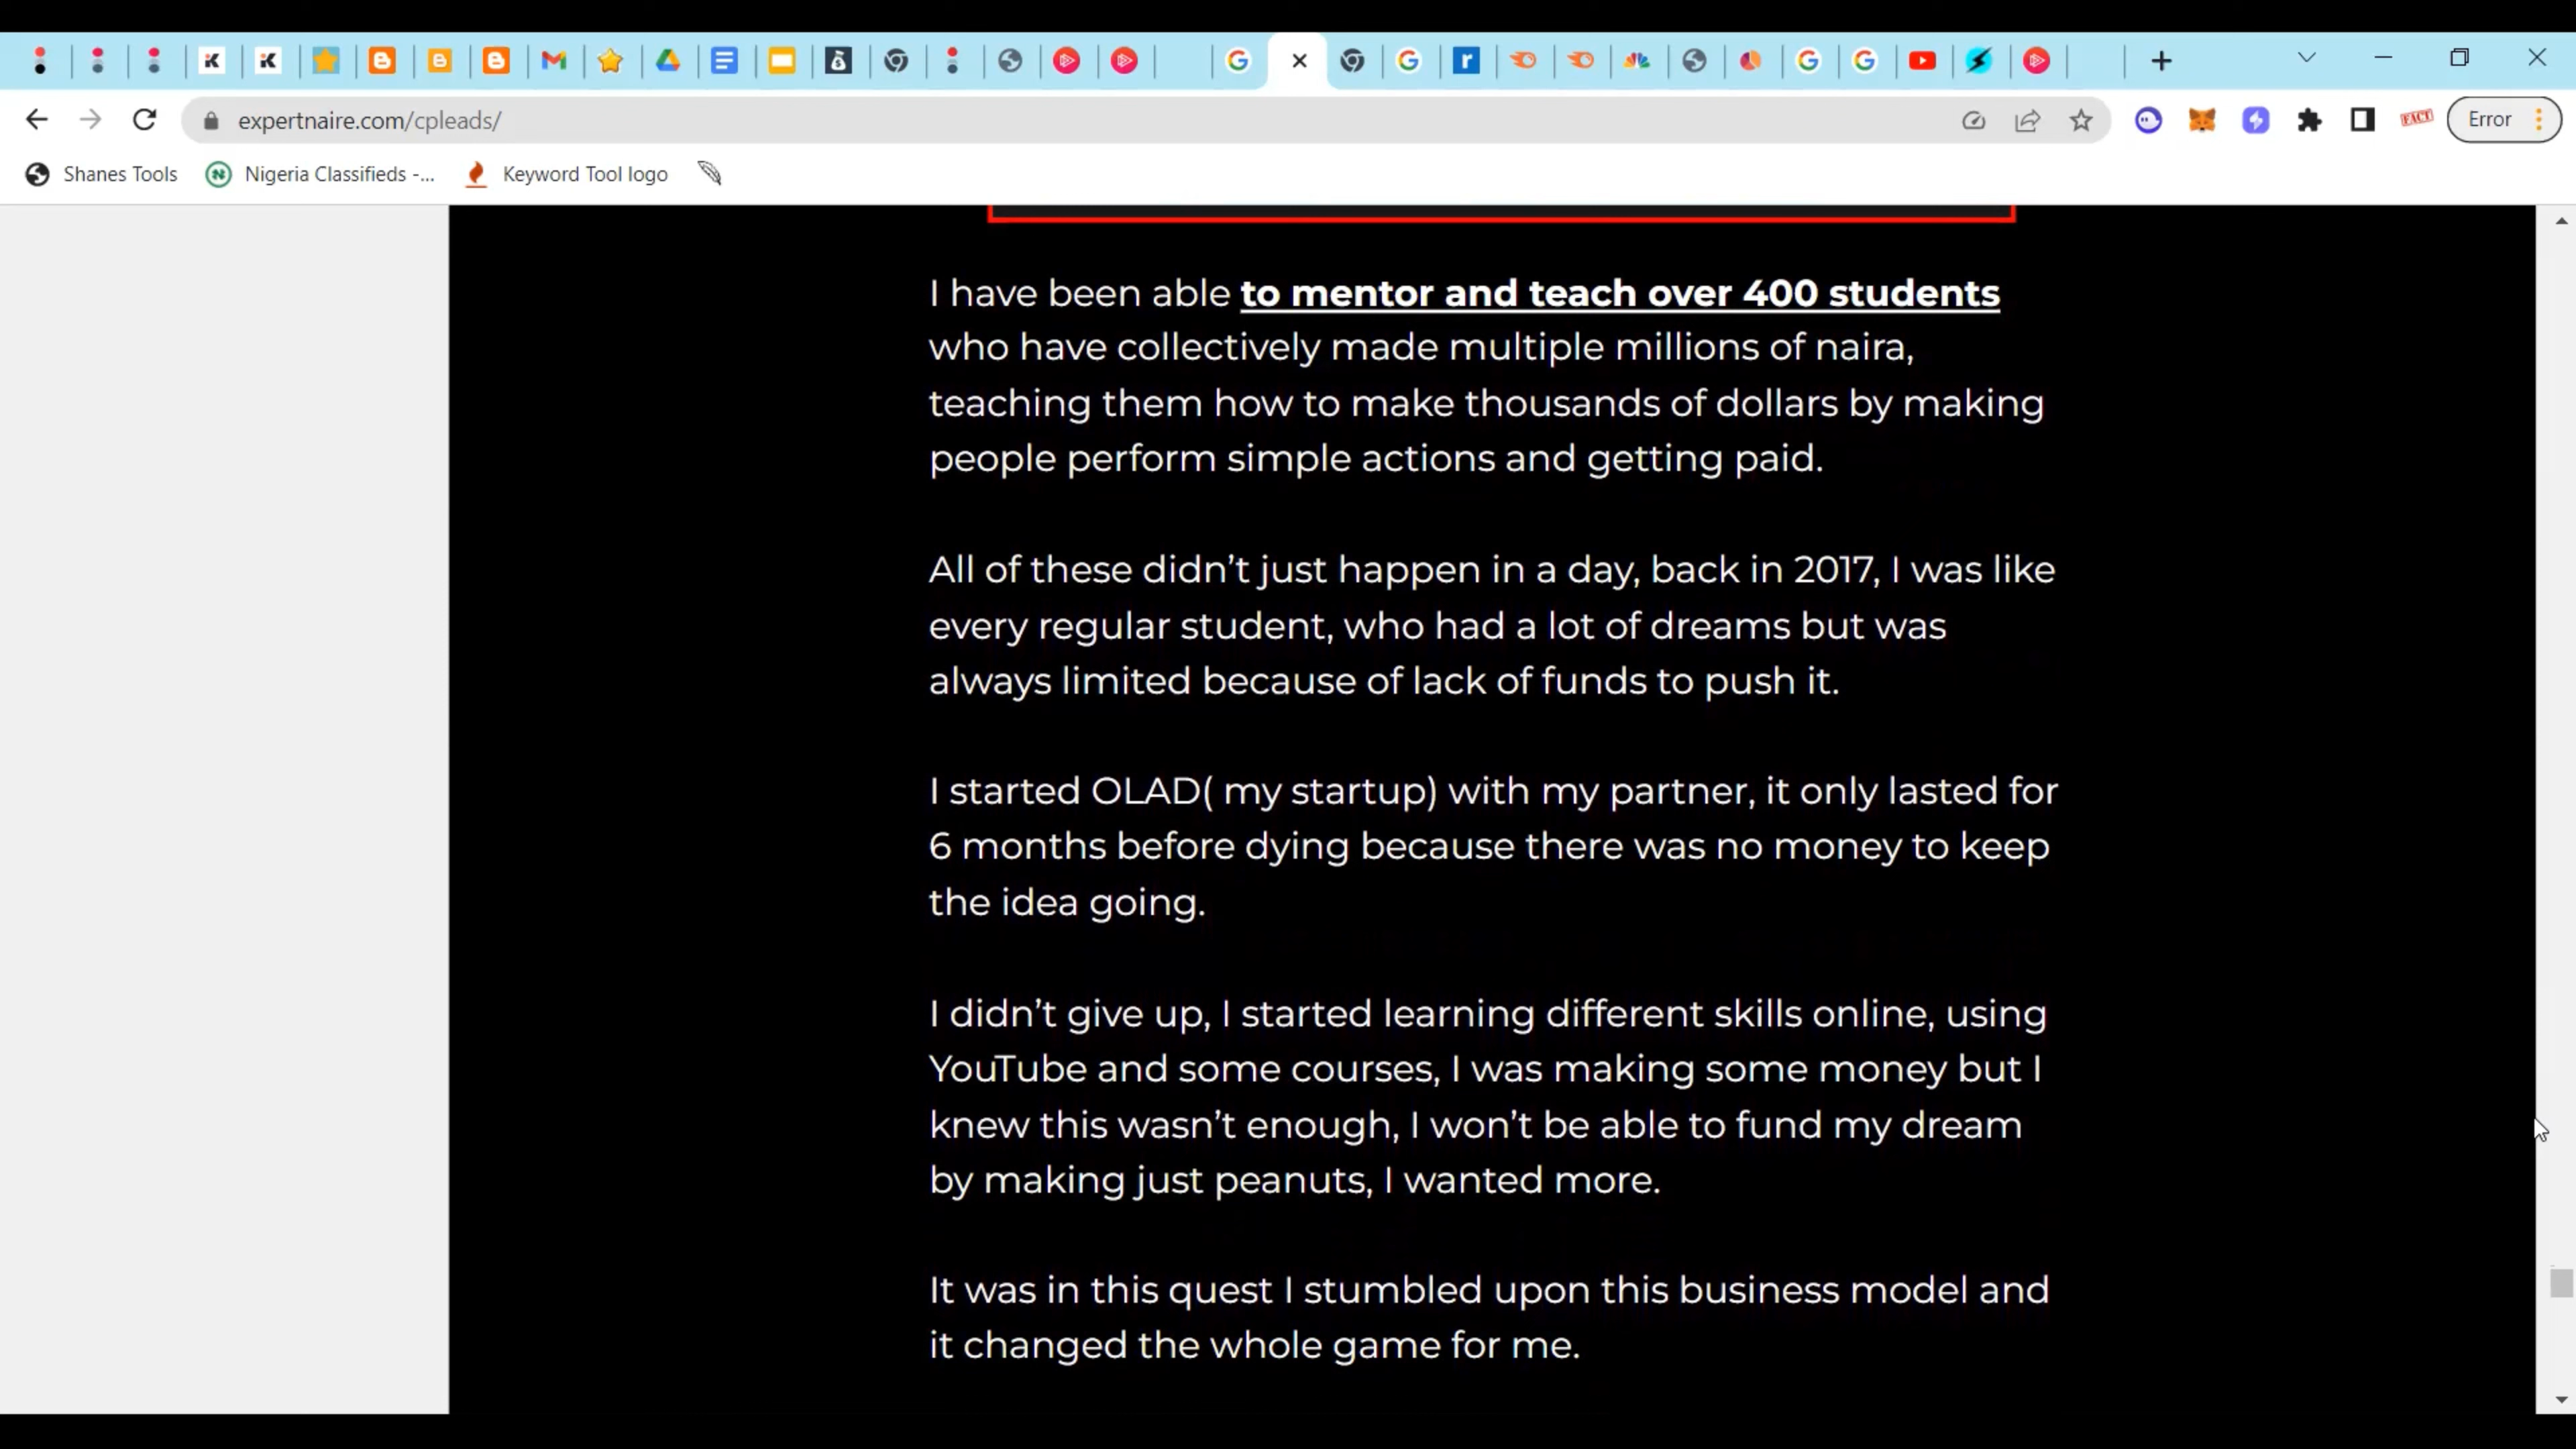 expertnaire.com/cpleads/
Error
Shanes Tools
Nigeria Classifieds -...
Keyword Tool logo
I have been able to mentor and teach over 400 students
who have collectively made multiple millions of naira,
teaching them how to make thousands of dollars by making
people perform simple actions and getting paid.
All of these didn’t just happen in a day, back in 2017, I was like
every regular student, who had a lot of dreams but was
always limited because of lack of funds to push it.
I started OLAD( my startup) with my partner, it only lasted for
6 months before dying because there was no money to keep
the idea going.
I didn’t give up, I started learning different skills online, using
YouTube and some courses, I was making some money but I
knew this wasn’t enough, I won’t be able to fund my dream
by making just peanuts, I wanted more.
It was in this quest I stumbled upon this business model and
it changed the whole game for me.